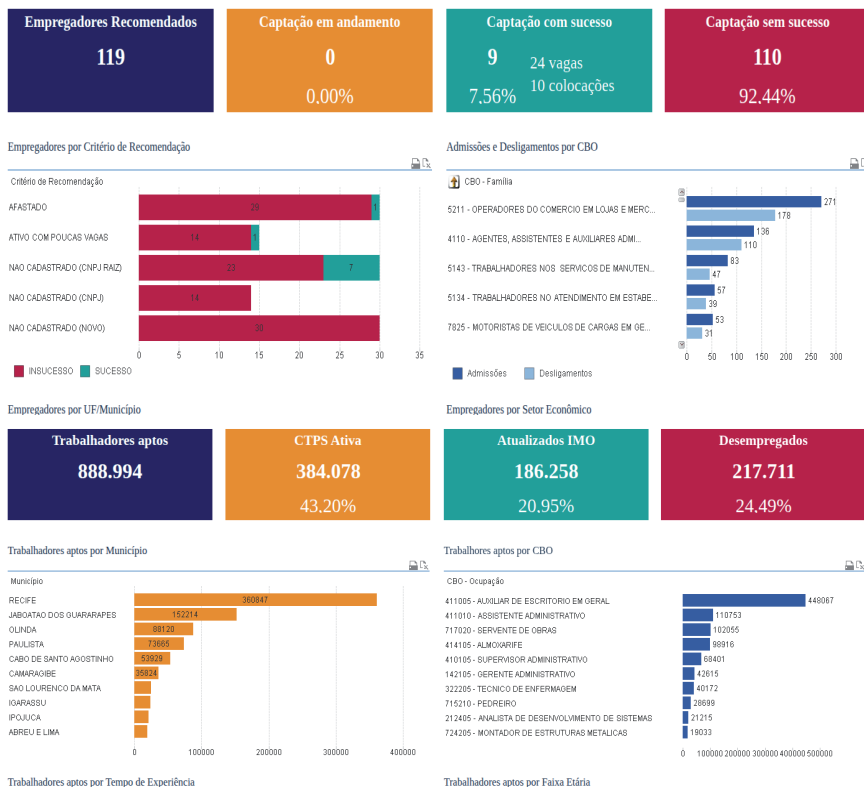 Empregadores Recomendados
119
Captação em andamento
0
0,00%
Captação com sucesso
9
24 vagas
10 colocações
7,56%
Captação sem sucesso
110
92,44%
Empregadores por Critério de Recomendação
Critério de Recomendação
AFASTADO
29
1
ATIVO COM POUCAS VAGAS
14
1
NAO CADASTRADO (CNPJ RAIZ)
23
7
NAO CADASTRADO (CNPJ)
14
NAO CADASTRADO (NOVO)
30
0 5 10 15 20 25 30 35
INSUCESSO SUCESSO
Admissões e Desligamentos por CBO
CBO - Família
5211 - OPERADORES DO COMERCIO EM LOJAS E MERC...
271
178
4110 - AGENTES, ASSISTENTES E AUXILIARES ADMI...
136
110
5143 - TRABALHADORES NOS SERVICOS DE MANUTEN...
83
47
5134 - TRABALHADORES NO ATENDIMENTO EM ESTABE...
57
39
7825 - MOTORISTAS DE VEICULOS DE CARGAS EM GE...
53
31
0 50 100 150 200 250 300
Admissões Desligamentos
Empregadores por UF/Município
Empregadores por Setor Econômico
Trabalhadores aptos
888.994
CTPS Ativa
384.078
43.20%
Atualizados IMO
186.258
20,95%
Desempregados
217.711
24,49%
Trabalhadores aptos por Município
Município
RECIFE
360847
JABOATAO DOS GUARARAPES
152214
OLINDA
88120
PAULISTA
73665
CABO DE SANTO AGOSTINHO
53929
CAMARAGIBE
35824
SAO LOURENCO DA MATA
IGARASSU
IPOJUCA
ABREU E LIMA
0 100000 200000 300000 400000
Trabalhores aptos por CBO
CBO - Ocupação
411005 - AUXILIAR DE ESCRITORIO EM GERAL
448067
411010 - ASSISTENTE ADMINISTRATIVO
110753
717020 - SERVENTE DE OBRAS
102055
414105 - ALMOXARIFE
98916
410105 - SUPERVISOR ADMINISTRATIVO
68401
142105 - GERENTE ADMINISTRATIVO
42615
322205 - TECNICO DE ENFERMAGEM
40172
715210 - PEDREIRO
28699
212405 - ANALISTA DE DESENVOLVIMENTO DE SISTEMAS
21215
724205 - MONTADOR DE ESTRUTURAS METALICAS
19033
0 100000 200000 300000 400000 500000
Trabalhadores aptos por Tempo de Experiência
Trabalhadores aptos por Faixa Etária